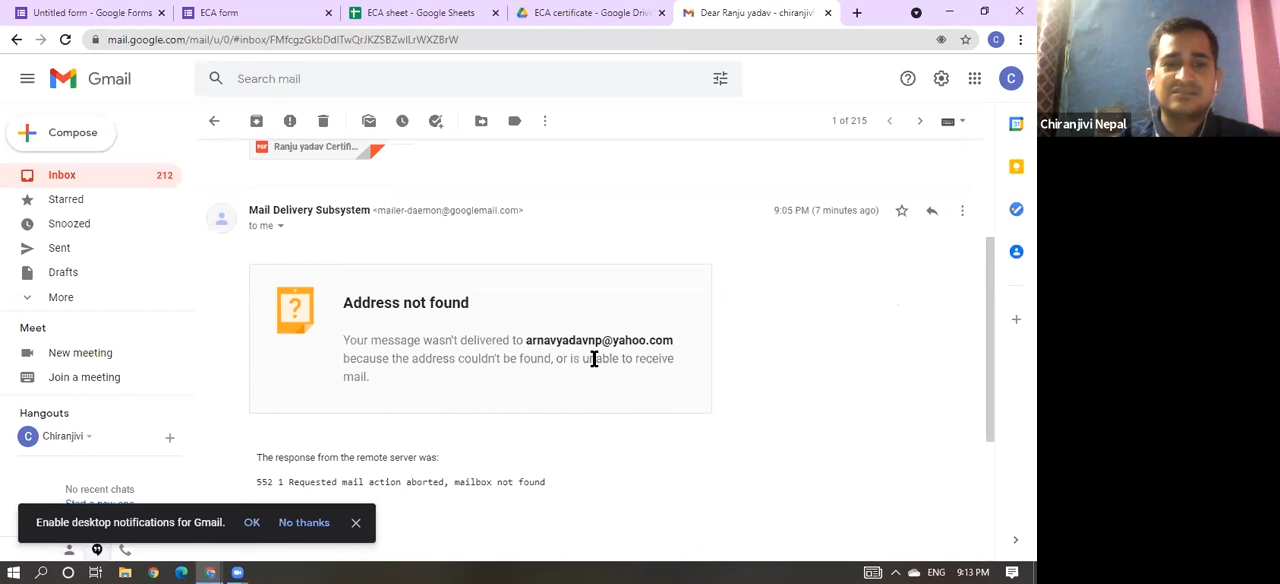 Untitled form - Google Forms
ECA form
ECA sheet - Google Sheets
ECA certificate - Google Drive
Dear Ranju yadav - chiranjivi
mail.google.com/mail/u/0/#inbox/FMfcgzGkbDdlTwQrJKZSBZwlLrWXZBrW
C
Gmail
Search mail
C
Compose
1 of 215
Ranju yadav Certifi...
PDF
Inbox 212
Starred
Snoozed
Sent
Drafts
More
Meet
New meeting
Join a meeting
Hangouts
C Chiranjivi
No recent chats
Mail Delivery Subsystem <mailer-daemon@googlemail.com>
9:05 PM (7 minutes ago)
to me
Address not found
Your message wasn't delivered to arnavyadavnp@yahoo.com
because the address couldn't be found, or is unable to receive
mail.
The response from the remote server was:
552 1 Requested mail action aborted, mailbox not found
Enable desktop notifications for Gmail. OK No thanks
ENG 9:13 PM
Chiranjivi Nepal